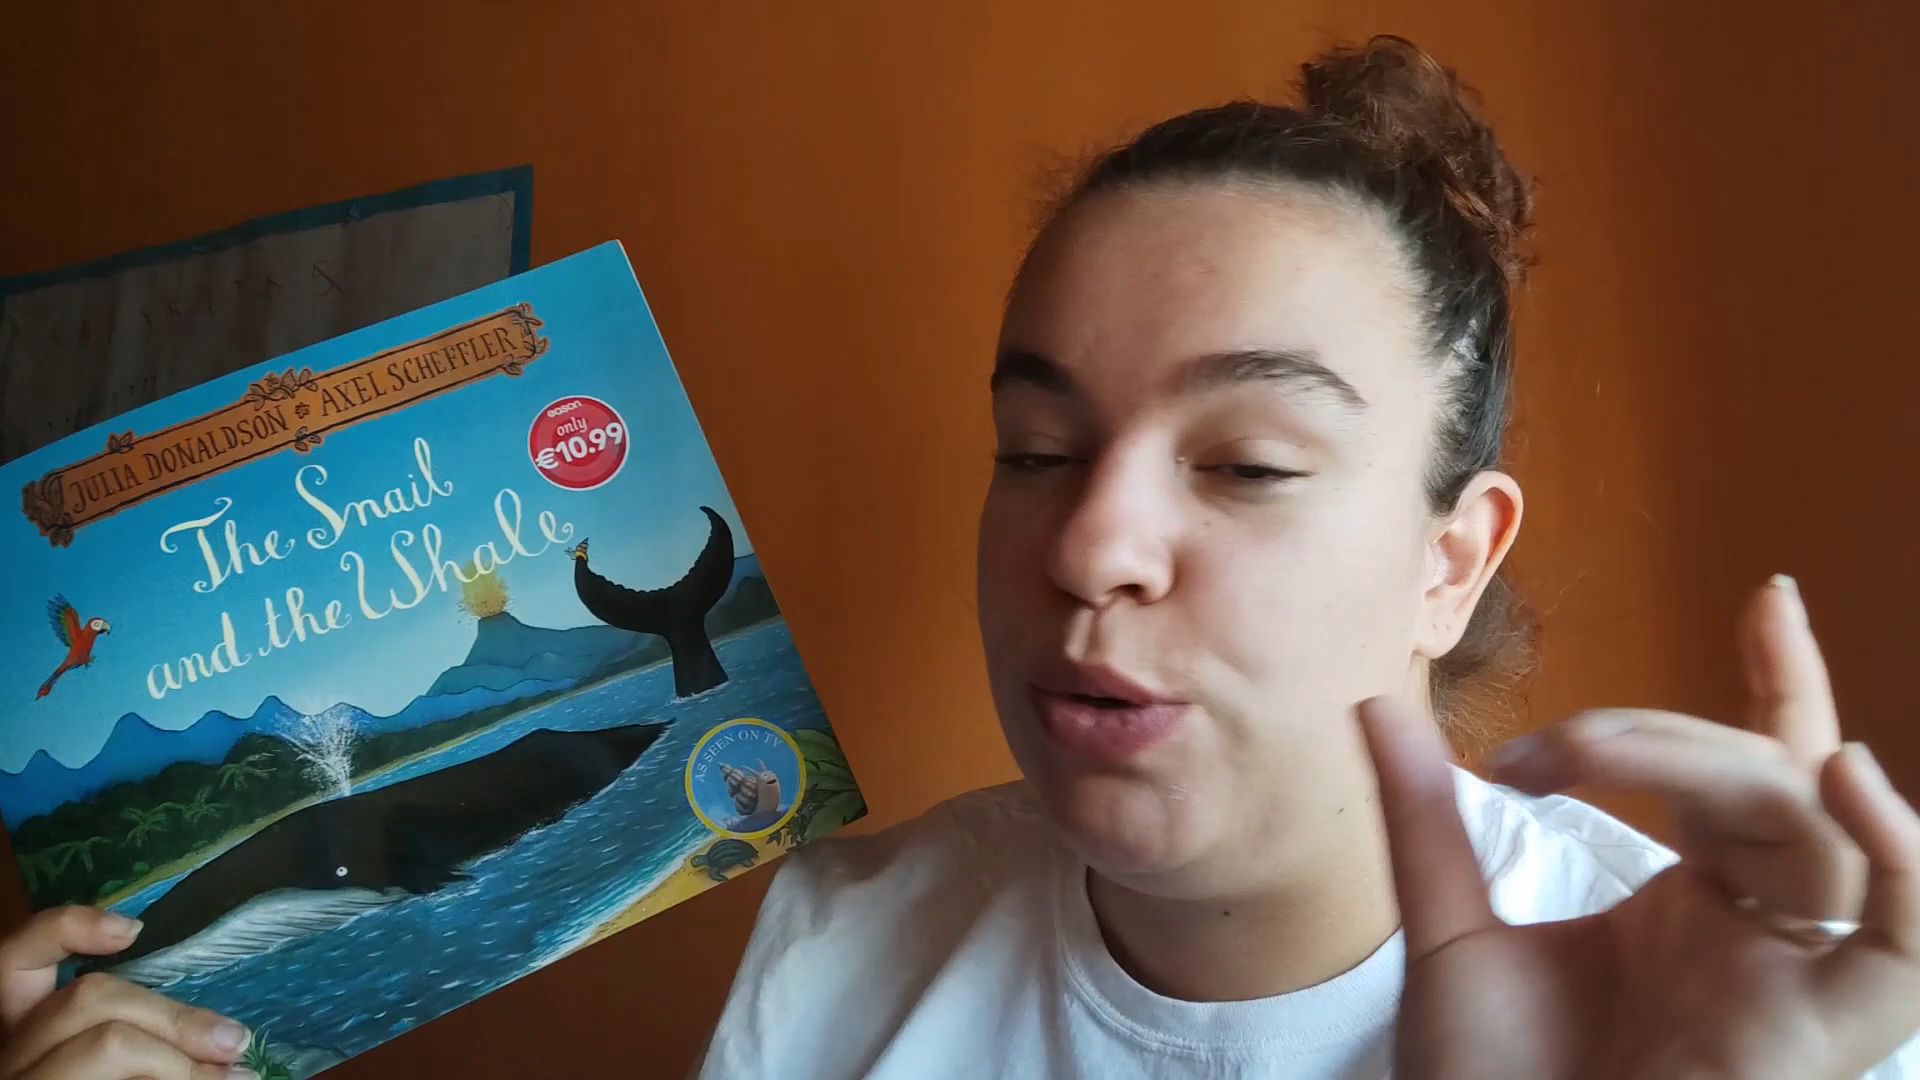 JULIA DONALDSON AXEL SCHEFFLER
The Snail
and the Whale
eason
only
€10.99
AS SEEN ON TV